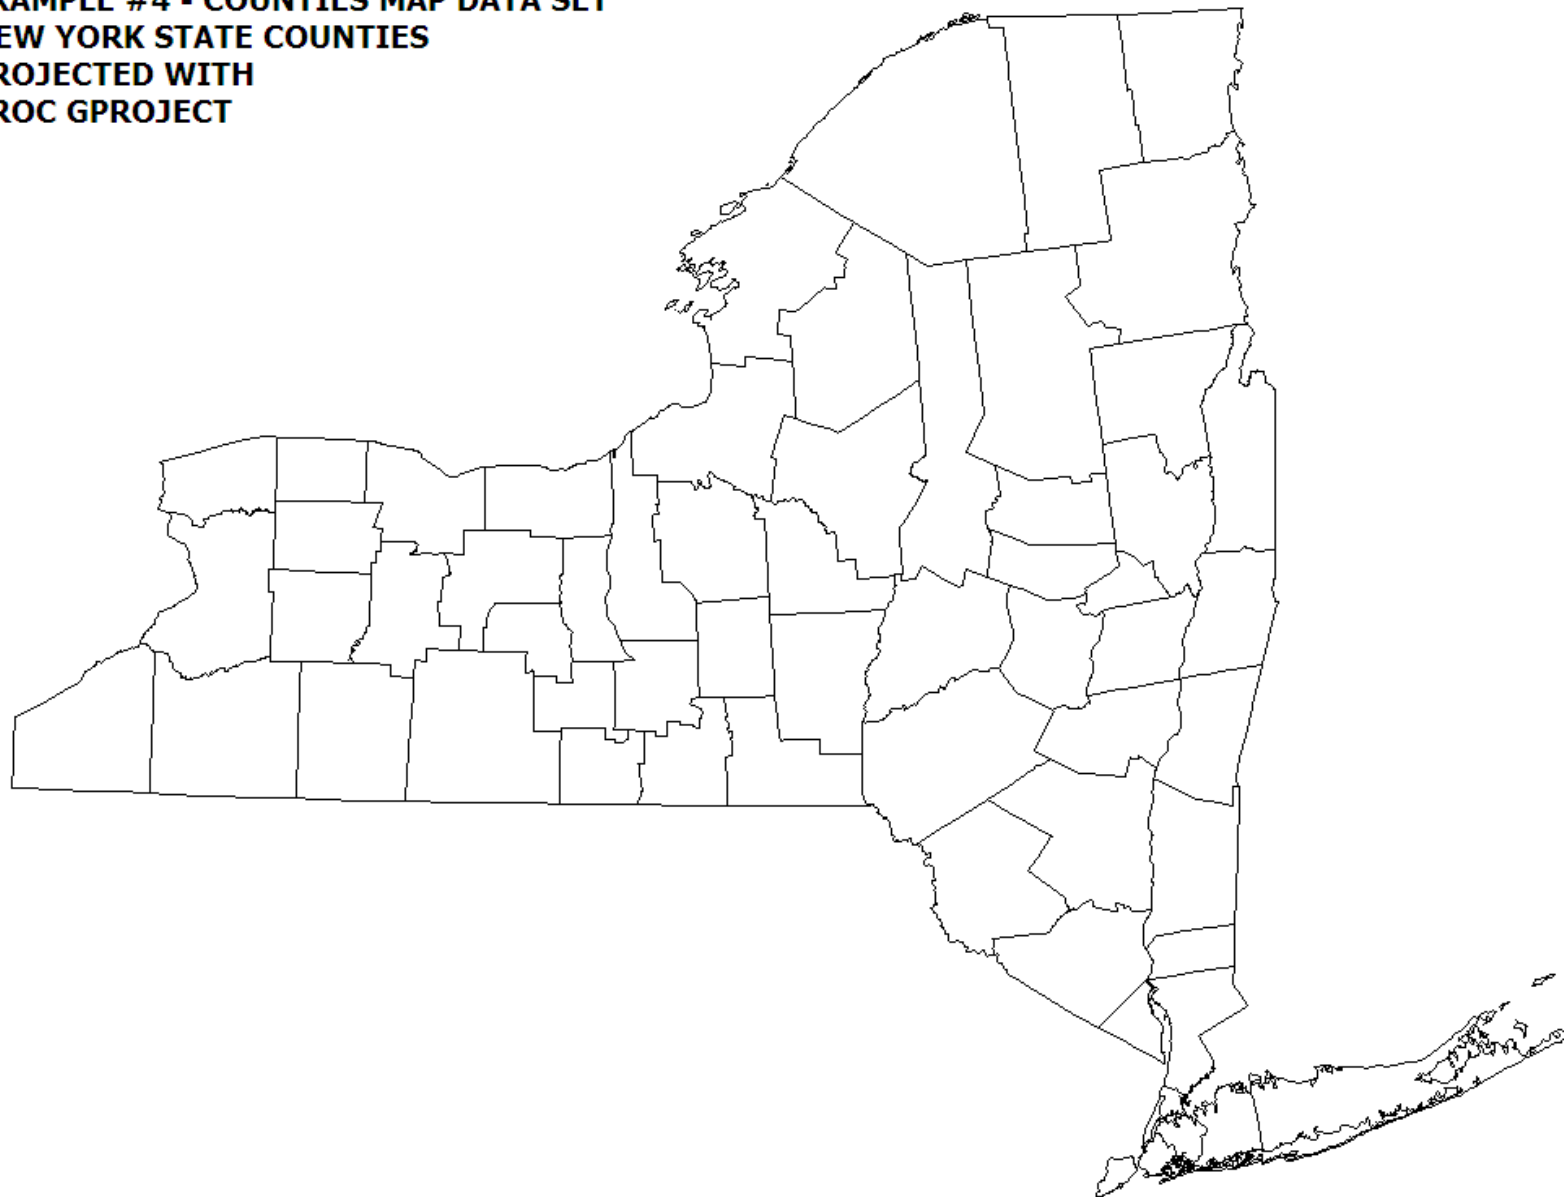 XAMPLE #4 - COUNTIES MAP DATA SET
EW YORK STATE COUNTIES
ROJECTED WITH
ROC GPROJECT